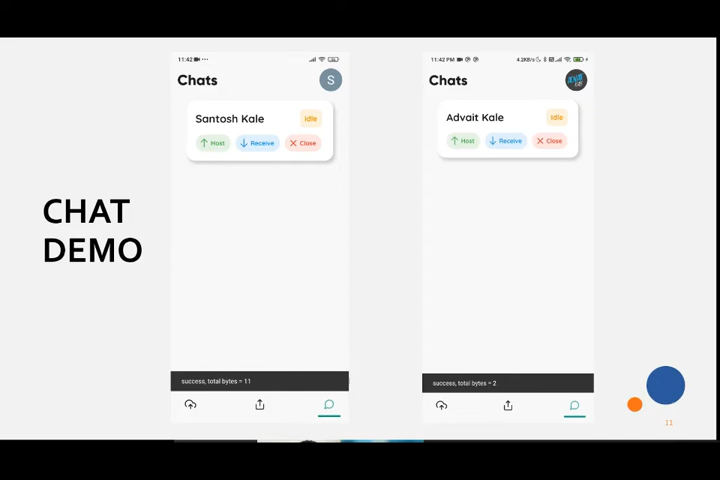 CHAT
DEMO
11:42
Chats
S
Santosh Kale
Idle
Host
Receive
Close
success, total bytes = 11
11:42 PM
4.2KB/s
Chats
Advait Kale
Idle
Host
Receive
Close
success, total bytes = 2
11